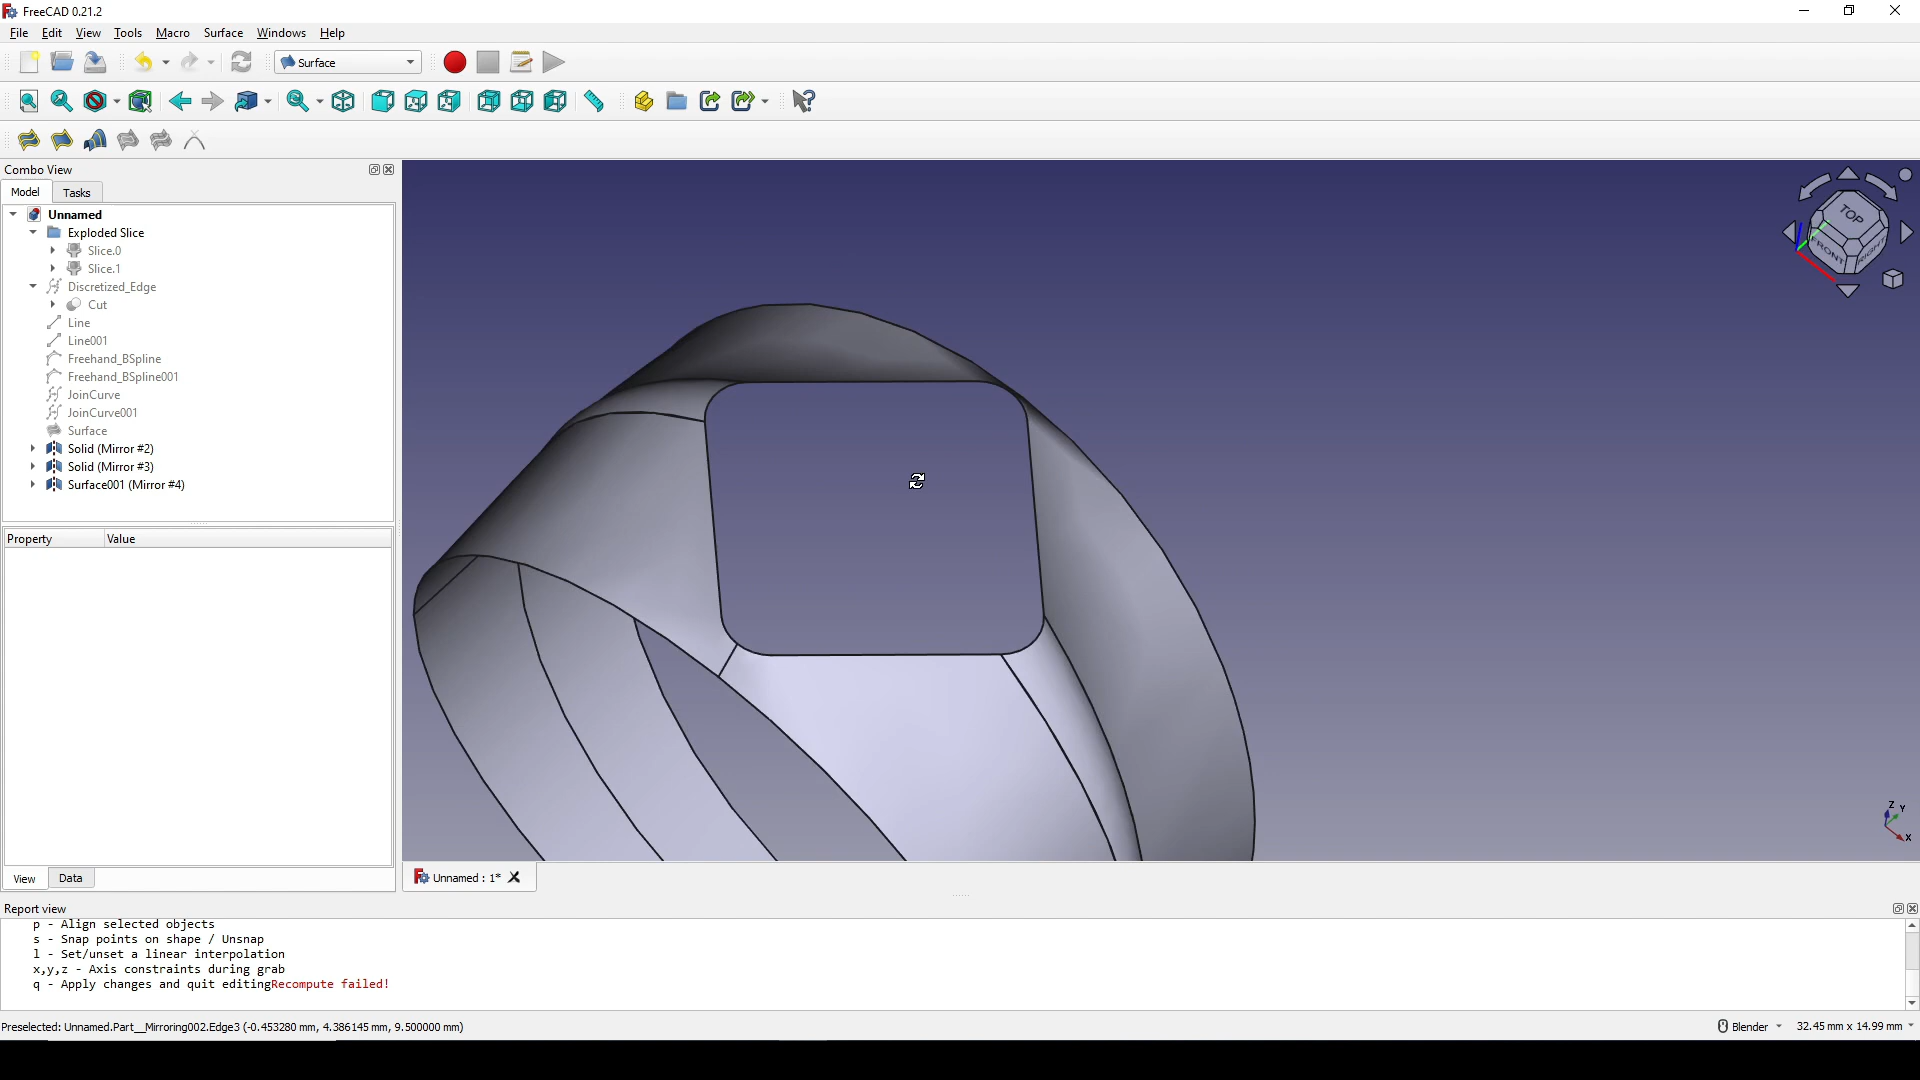 FreeCAD 0.21.2
File Edit View Tools Macro Surface Windows Help
Surface
Combo View
Model Tasks
Unnamed
Exploded Slice
Slice.0
Slice.1
Discretized_Edge
Cut
Line
Line001
Freehand_BSpline
Freehand_BSpline001
JoinCurve
JoinCurve001
Surface
Solid (Mirror #2)
Solid (Mirror #3)
Surface001 (Mirror #4)
Property Value
TOP
FRONT
RIGHT
Z
Y
X
View Data
Unnamed : 1*
Report view
p - Align selected objects
s - Snap points on shape / Unsnap
l - Set/unset a linear interpolation
x,y,z - Axis constraints during grab
q - Apply changes and quit editingRecompute failed!
Preselected: Unnamed.Part__Mirroring002.Edge3 (-0.453280 mm, 4.386145 mm, 9.500000 mm)
Blender 32.45 mm x 14.99 mm